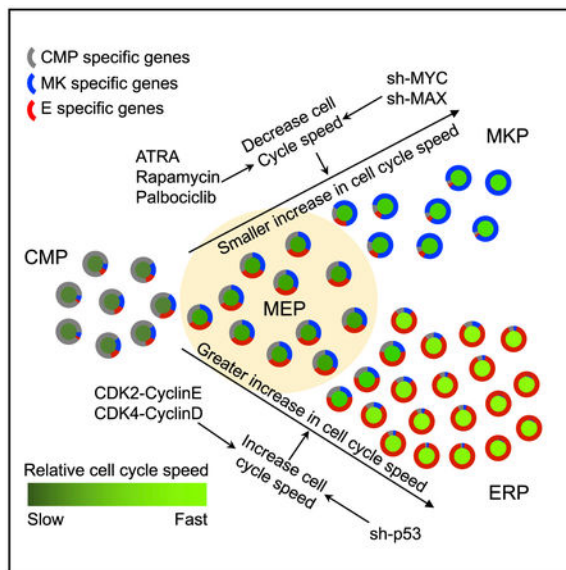 CMP specific genes
MK specific genes
E specific genes
sh-MYC
sh-MAX
Decrease cell
Cycle speed
ATRA
Rapamycin
Palbociclib
Smaller increase in cell cycle speed
MKP
CMP
MEP
Greater increase in cell cycle speed
CDK2-CyclinE
CDK4-CyclinD
Increase cell
cycle speed
sh-p53
ERP
Relative cell cycle speed
Slow
Fast